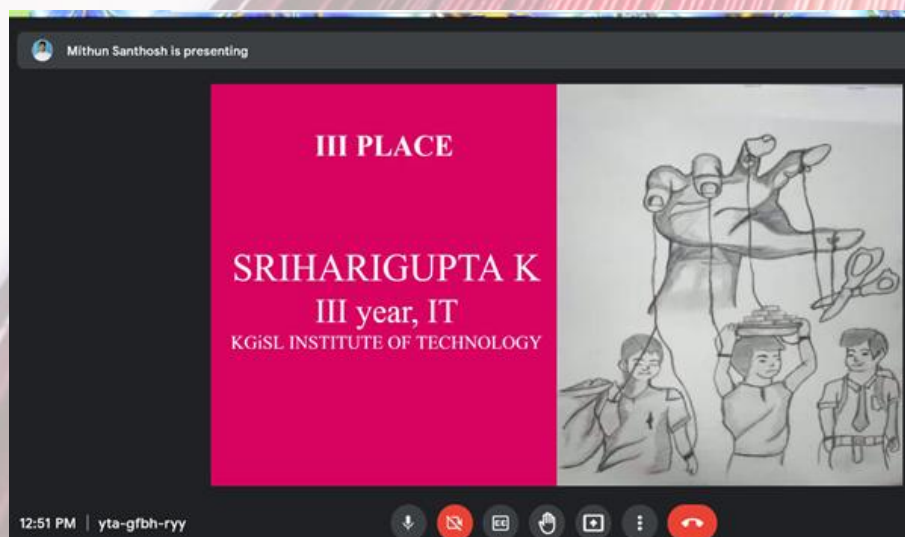 Mithun Santhosh is presenting
III PLACE
SRIHARIGUPTA K
III year, IT
KGiSL INSTITUTE OF TECHNOLOGY
12:51 PM | yta-gfbh-ryy
CC